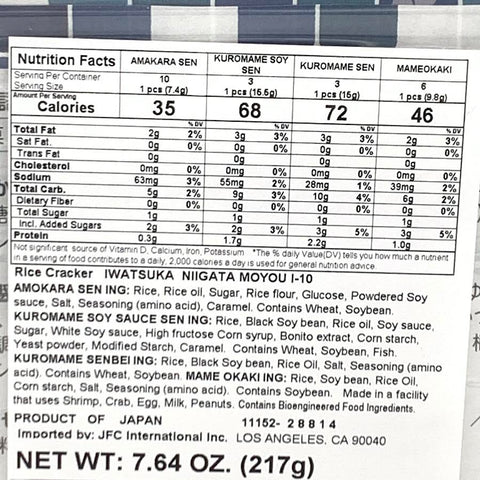 Nutrition Facts AMAKARA SEN KUROMAME SOY SEN KUROMAME SEN MAMEOKAKI
Serving Per Container 10 3 3 6
Serving Size 1 pcs (7.4g) 1 pcs (15.5g) 1 pcs (15g) 1 pcs (9.8g)
Amount Per Serving
Calories 35 68 72 46
% DV % DV % DV % DV
Total Fat 2g 2% 3g 3% 3g 3% 2g 3%
Sat Fat. 0g 0% 0g 0% 0g 0% 0g 0%
Trans Fat 0g 0g 0g 0g
Cholesterol 0mg 0% 0mg 0% 0mg 0% 0mg 0%
Sodium 63mg 3% 55mg 2% 28mg 1% 39mg 2%
Total Carb. 5g 2% 9g 3% 10g 4% 6g 2%
Dietary Fiber 0g 0% 0g 0% 0g 0% 0g 0%
Total Sugar 1g 1g 1g 1g
Incl. Added Sugars 2g 3% 2g 3% 3g 5% 3g 5%
Protein 0.3g 1.7g 2.2g 1.0g
Not significant source of Vitamin D, Calcium, Iron, Potassium *The % daily Value(DV) tells you how much a nutrient
in a serving of food contributes to a daily. 2,000 calories a day is used for general nutrition advice
Rice Cracker IWATSUKA NIIGATA MOYOU I-10
AMOKARA SEN ING: Rice, Rice oil, Sugar, Rice flour, Glucose, Powdered Soy
sauce, Salt, Seasoning (amino acid), Caramel. Contains Wheat, Soybean.
KUROMAME SOY SAUCE SEN ING: Rice, Black Soy bean, Rice oil, Soy sauce,
Sugar, White Soy sauce, High fructose Corn syrup, Bonito extract, Corn starch,
Yeast powder, Modified Starch, Caramel. Contains Wheat, Soybean, Fish.
KUROMAME SENBEI ING: Rice, Black Soy bean, Rice Oil, Salt, Seasoning (amino
acid). Contains Wheat, Soybean. MAME OKAKI ING: Rice, Soy bean, Rice Oil,
Corn starch, Salt, Seasoning (amino acid). Contains Soybean. Made in a facility
that uses Shrimp, Crab, Egg, Milk, Peanuts. Contains Bioengineered Food Ingredients.
PRODUCT OF JAPAN 11152- 28814
Imported by: JFC International Inc. LOS ANGELES, CA 90040
NET WT: 7.64 OZ. (217g)